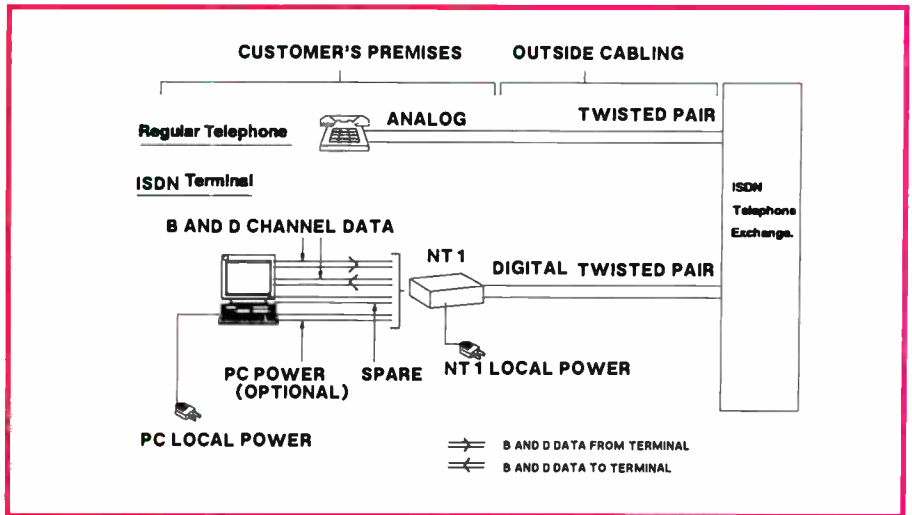 CUSTOMER'S PREMISES
OUTSIDE CABLING
Regular Telephone
ANALOG
TWISTED PAIR
ISDN Terminal
ISDN
Telephone
Exchange.
B AND D CHANNEL DATA
NT 1
DIGITAL TWISTED PAIR
PC POWER
(OPTIONAL)
SPARE
NT 1 LOCAL POWER
PC LOCAL POWER
B AND D DATA FROM TERMINAL
B AND D DATA TO TERMINAL